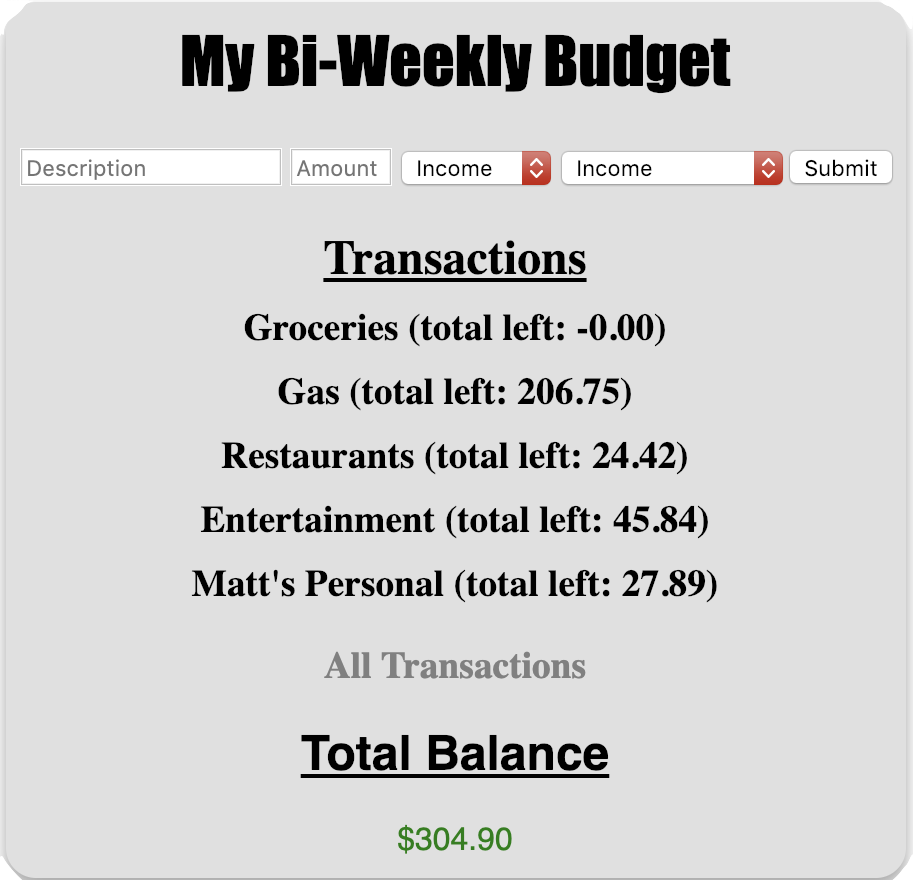 My Bi-Weekly Budget
Description Amount Income Income Submit
Transactions
Groceries (total left: -0.00)
Gas (total left: 206.75)
Restaurants (total left: 24.42)
Entertainment (total left: 45.84)
Matt's Personal (total left: 27.89)
All Transactions
Total Balance
$304.90